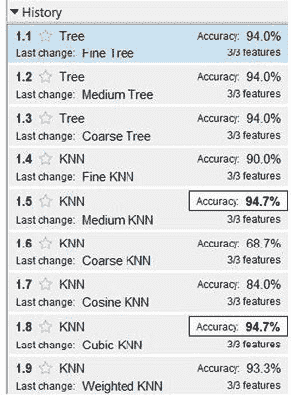 ▼ History
1.1 ☆ Tree Accuracy: 94.0%
Last change: Fine Tree 3/3 features
1.2 ☆ Tree Accuracy: 94.0%
Last change: Medium Tree 3/3 features
1.3 ☆ Tree Accuracy: 94.0%
Last change: Coarse Tree 3/3 features
1.4 ☆ KNN Accuracy: 90.0%
Last change: Fine KNN 3/3 features
1.5 ☆ KNN Accuracy: 94.7%
Last change: Medium KNN 3/3 features
1.6 ☆ KNN Accuracy: 68.7%
Last change: Coarse KNN 3/3 features
1.7 ☆ KNN Accuracy: 84.0%
Last change: Cosine KNN 3/3 features
1.8 ☆ KNN Accuracy: 94.7%
Last change: Cubic KNN 3/3 features
1.9 ☆ KNN Accuracy: 93.3%
Last change: Weighted KNN 3/3 features